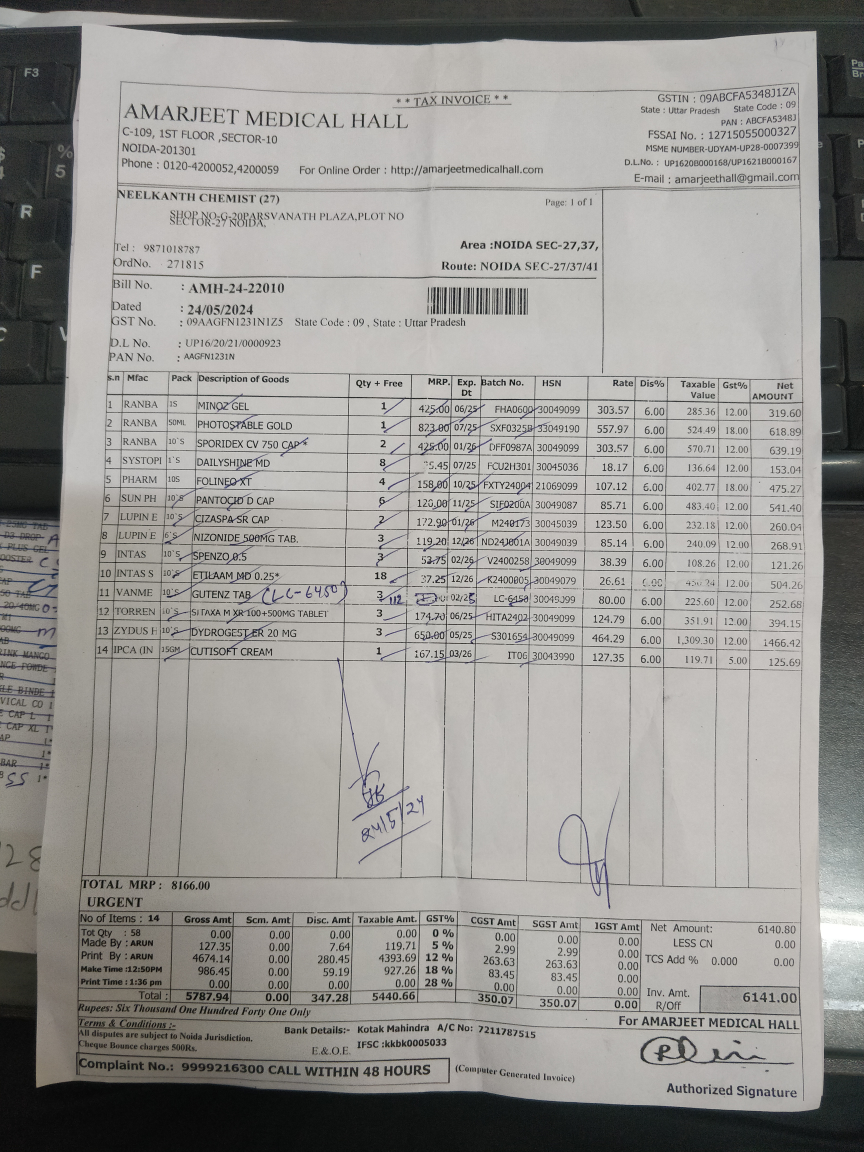 * * TAX INVOICE * *
AMARJEET MEDICAL HALL
C-109, 1ST FLOOR ,SECTOR-10
NOIDA-201301
Phone : 0120-4200052,4200059 For Online Order : http://amarjeetmedicalhall.com
GSTIN : 09ABCFA5348J1ZA
State : Uttar Pradesh State Code : 09
PAN : ABCFA5348J
FSSAI No. : 12715055000327
MSME NUMBER-UDYAM-UP28-0007399
D.L.No. : UP1620B000168/UP1621B000167
E-mail : amarjeethall@gmail.com
NEELKANTH CHEMIST (27) Page: 1 of 1
SHOP NO-G-20PARSVANATH PLAZA,PLOT NO
SECTOR-27 NOIDA,
Tel : 9871018787 Area :NOIDA SEC-27,37,
OrdNo. 271815 Route: NOIDA SEC-27/37/41
Bill No. : AMH-24-22010
Dated : 24/05/2024
GST No. : 09AAGFN1231N1Z5 State Code : 09 , State : Uttar Pradesh
D.L No. : UP16/20/21/0000923
PAN No. : AAGFN1231N
s.n Mfac Pack Description of Goods Qty + Free MRP. Exp. Dt Batch No. HSN Rate Dis% Taxable Value Gst% Net AMOUNT
1 RANBA 1S MINOZ GEL 1 425.00 06/25 FHA0600 30049099 303.57 6.00 285.36 12.00 319.60
2 RANBA 50ML PHOTOSTABLE GOLD 1 823.00 07/25 SXF0325B 33049190 557.97 6.00 524.49 18.00 618.89
3 RANBA 10`S SPORIDEX CV 750 CAP* 2 425.00 01/26 DFF0987A 30049099 303.57 6.00 570.71 12.00 639.19
4 SYSTOPI 1`S DAILYSHINE MD 8 .45 07/25 FCU2H301 30045036 18.17 6.00 136.64 12.00 153.04
5 PHARM 10S FOLINEO XT 4 158.00 10/25 FXTY24004 21069099 107.12 6.00 402.77 18.00 475.27
6 SUN PH 10`S PANTOCID D CAP 6 120.00 11/25 SIF0200A 30049087 85.71 6.00 483.40 12.00 541.40
7 LUPIN E 10`S CIZASPA SR CAP 2 172.90 01/26 M240173 30045039 123.50 6.00 232.18 12.00 260.04
8 LUPIN E 6`S NIZONIDE 500MG TAB. 3 119.20 12/26 ND24J001A 30049039 85.14 6.00 240.09 12.00 268.91
9 INTAS 10`S SPENZO 0.5 3 53.75 02/26 V2400258 30049099 38.39 6.00 108.26 12.00 121.26
10 INTAS S 10`S ETILAAM MD 0.25* 18 37.25 12/26 K2400805 30049079 26.61 6.00 450.24 12.00 504.26
11 VANME 10`S GUTENZ TAB (LC-6450) 3 112 02/25 LC-6450 30049099 80.00 6.00 225.60 12.00 252.68
12 TORREN 10`S SITAXA M XR 100+500MG TABLET 3 174.70 06/25 HITA2402 30049099 124.79 6.00 351.91 12.00 394.15
13 ZYDUS H 10`S DYDROGEST ER 20 MG 3 650.00 05/25 S301654 30049099 464.29 6.00 1,309.30 12.00 1466.42
14 IPCA (IN 15GM CUTISOFT CREAM 1 167.15 03/26 IT06 30043990 127.35 6.00 119.71 5.00 125.69
24/5/24
TOTAL MRP : 8166.00
URGENT
No of Items : 14 Gross Amt Scm. Amt Disc. Amt Taxable Amt. GST% CGST Amt SGST Amt IGST Amt Net Amount: 6140.80
Tot Qty : 58 0.00 0.00 0.00 0.00 0 % 0.00 0.00 0.00 LESS CN 0.00
Made By : ARUN 127.35 0.00 7.64 119.71 5 % 2.99 2.99 0.00
Print By : ARUN 4674.14 0.00 280.45 4393.69 12 % 263.63 263.63 0.00 TCS Add % 0.000 0.00
Make Time :12:50PM 986.45 0.00 59.19 927.26 18 % 83.45 83.45 0.00
Print Time : 1:36 pm 0.00 0.00 0.00 0.00 28 % 0.00 0.00 0.00
Total : 5787.94 0.00 347.28 5440.66 350.07 350.07 0.00 Inv. Amt. R/Off 6141.00
Rupees: Six Thousand One Hundred Forty One Only
For AMARJEET MEDICAL HALL
Terms & Conditions :-
All disputes are subject to Noida Jurisdiction.
Cheque Bounce charges 500Rs.
Bank Details:- Kotak Mahindra A/C No: 7211787515
E.&.O.E. IFSC :kkbk0005033
Complaint No.: 9999216300 CALL WITHIN 48 HOURS
(Computer Generated Invoice)
Authorized Signature